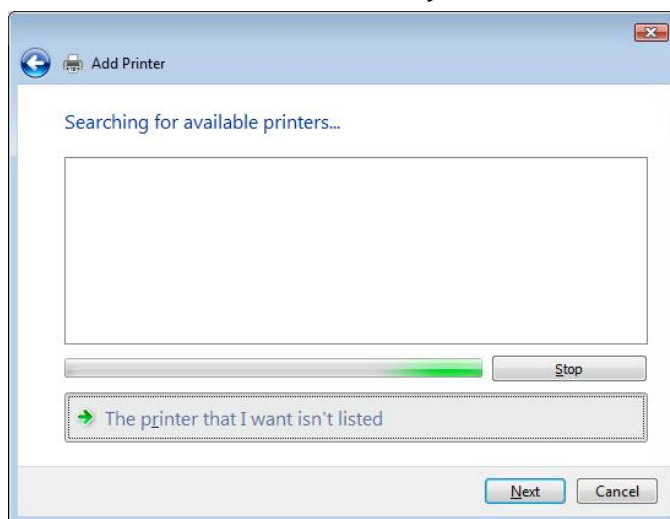 Add Printer
Searching for available printers...
Stop
The printer that I want isn't listed
Next Cancel